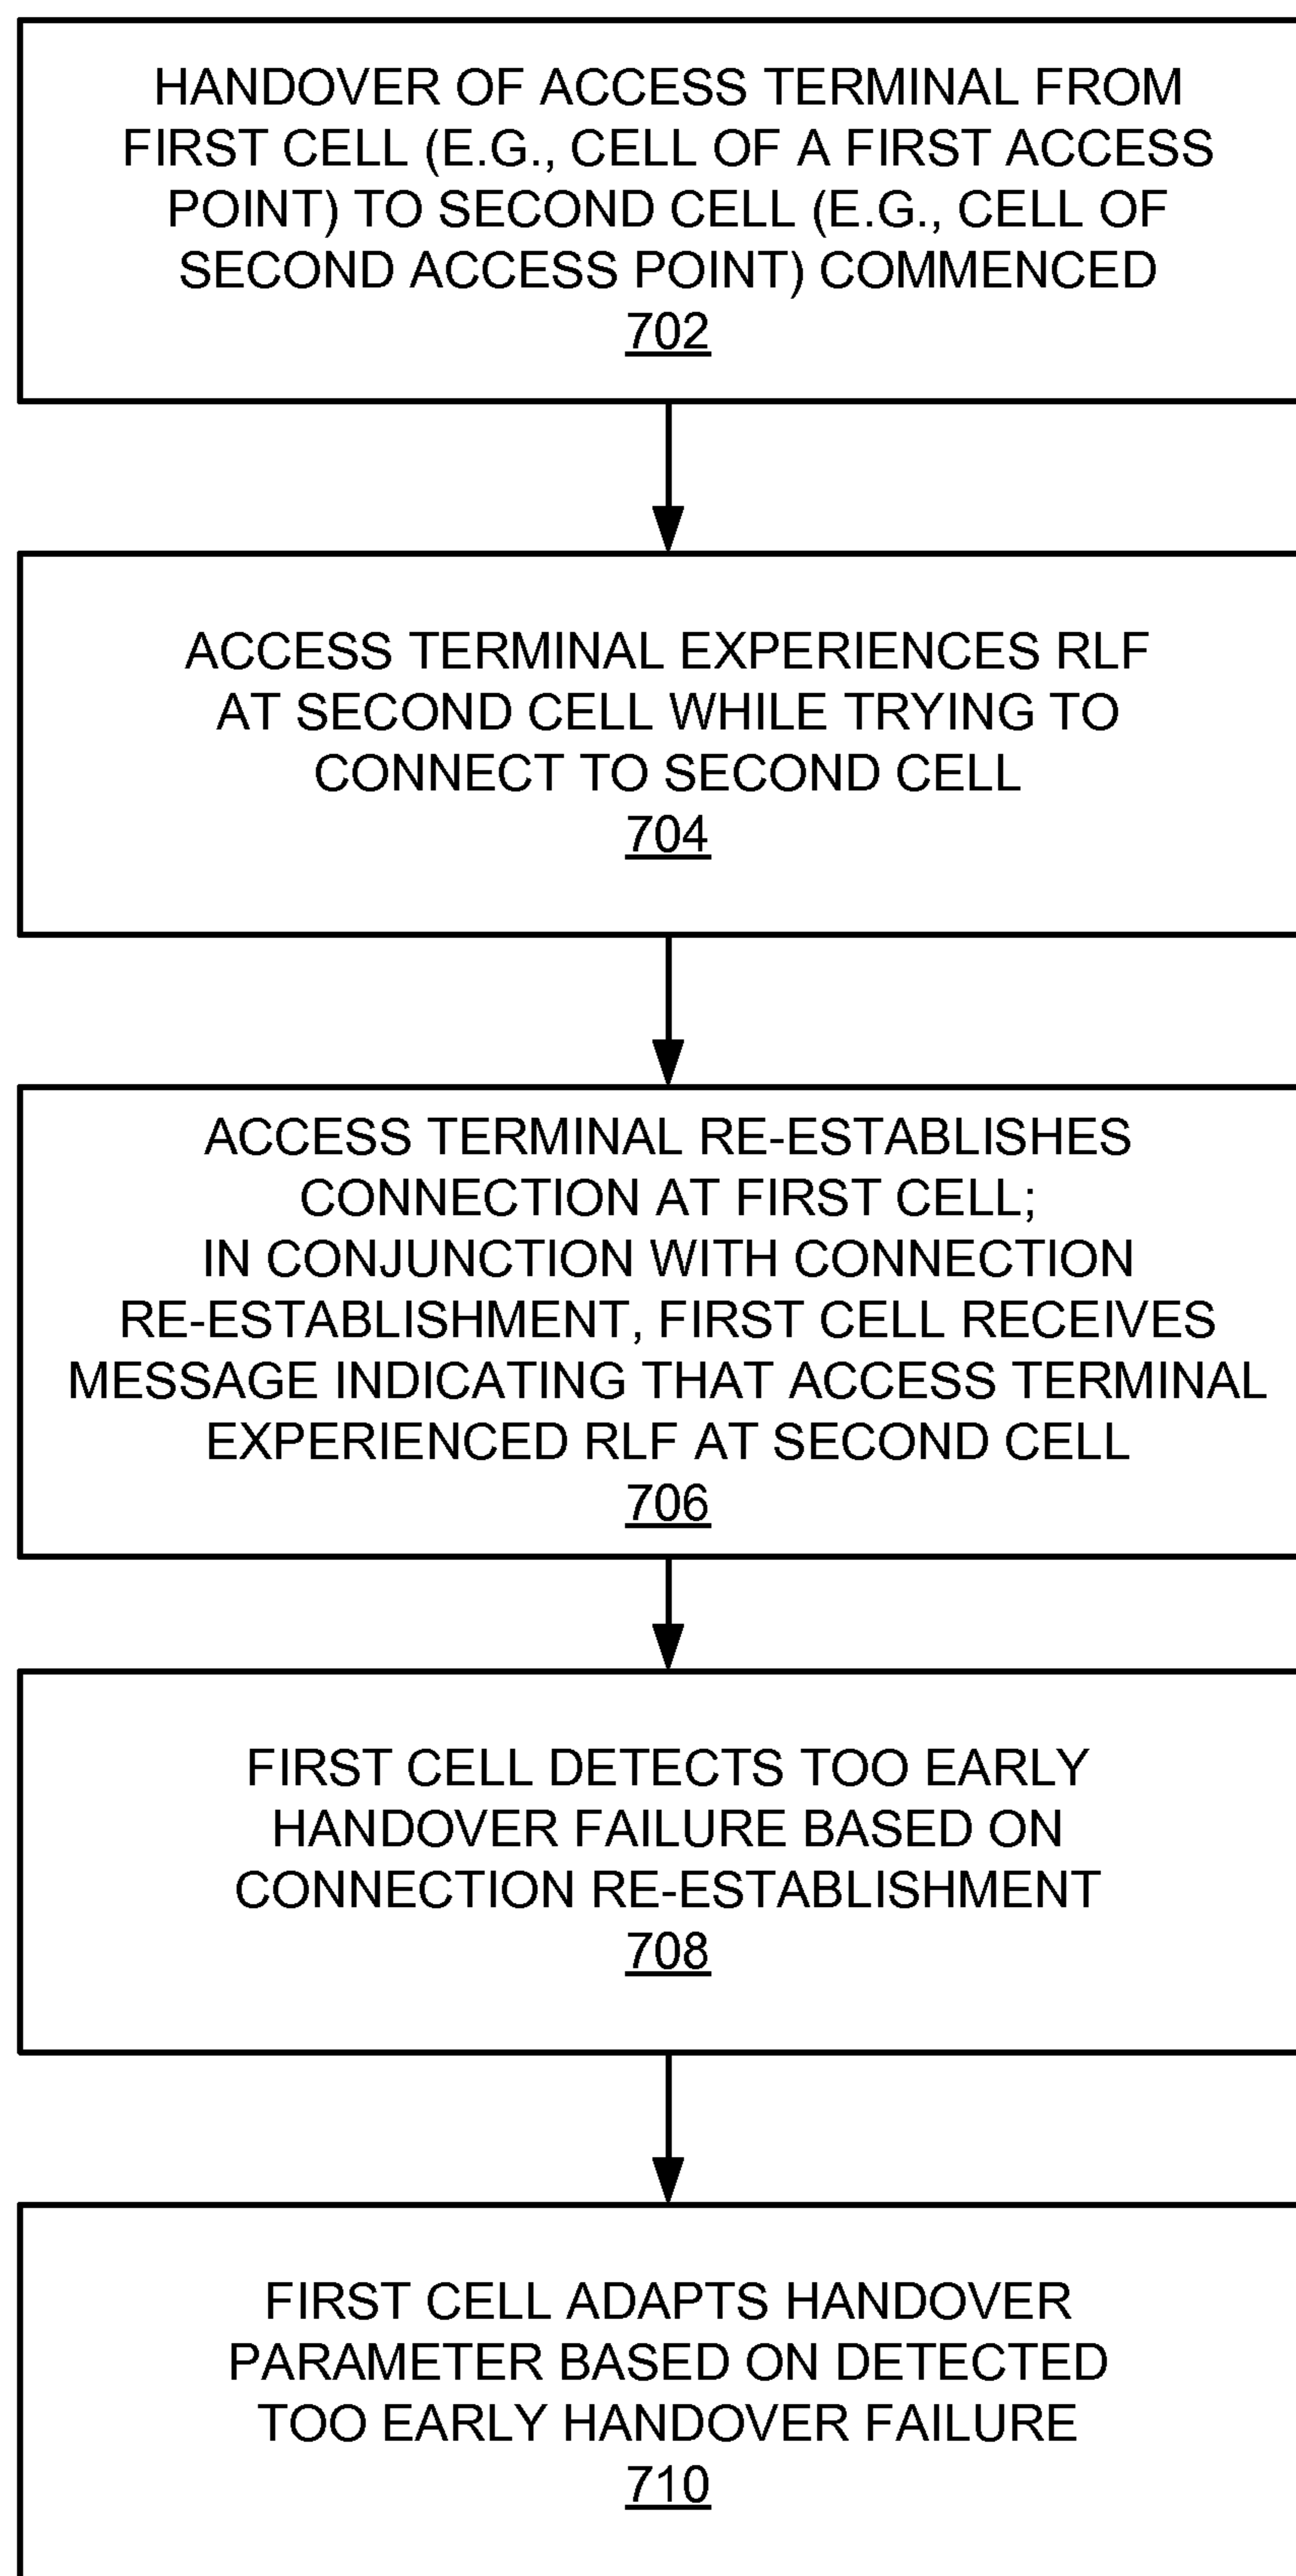 HANDOVER OF ACCESS TERMINAL FROM
FIRST CELL (E.G., CELL OF A FIRST ACCESS
POINT) TO SECOND CELL (E.G., CELL OF
SECOND ACCESS POINT) COMMENCED
702
ACCESS TERMINAL EXPERIENCES RLF
AT SECOND CELL WHILE TRYING TO
CONNECT TO SECOND CELL
704
ACCESS TERMINAL RE-ESTABLISHES
CONNECTION AT FIRST CELL;
IN CONJUNCTION WITH CONNECTION
RE-ESTABLISHMENT, FIRST CELL RECEIVES
MESSAGE INDICATING THAT ACCESS TERMINAL
EXPERIENCED RLF AT SECOND CELL
706
FIRST CELL DETECTS TOO EARLY
HANDOVER FAILURE BASED ON
CONNECTION RE-ESTABLISHMENT
708
FIRST CELL ADAPTS HANDOVER
PARAMETER BASED ON DETECTED
TOO EARLY HANDOVER FAILURE
710